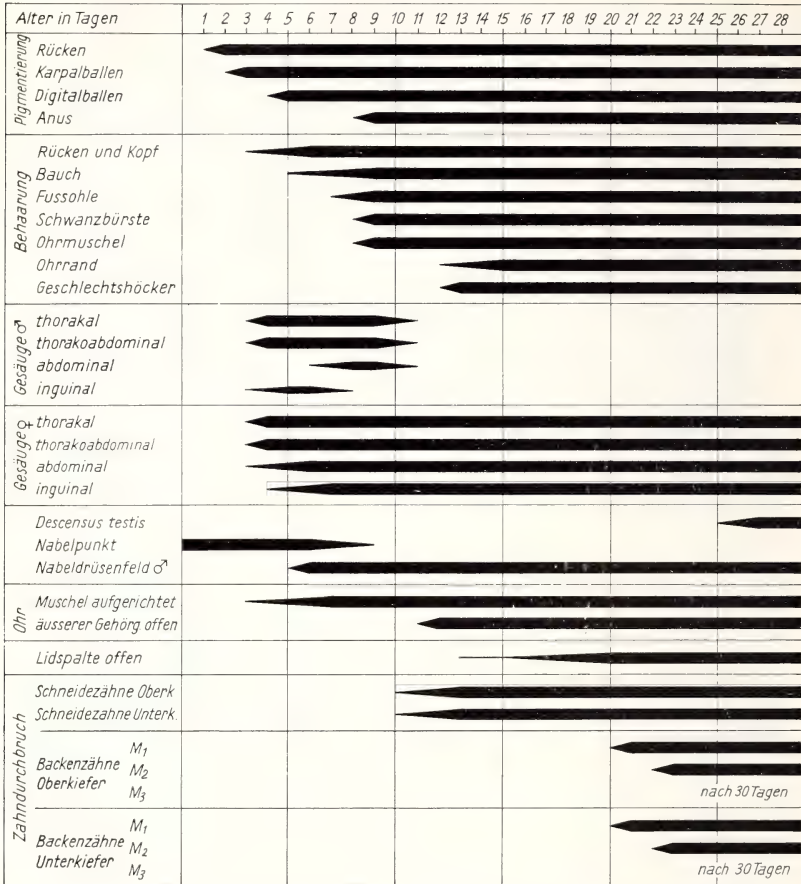 Alter in Tagen 1 2 3 4 5 6 7 8 9 10 11 12 13 14 15 16 17 18 19 20 21 22 23 24 25 26 27 28
Pigmentierung
Rücken
Karpalballen
Digitalballen
Anus
Behaarung
Rücken und Kopf
Bauch
Fussohle
Schwanzbürste
Ohrmuschel
Ohrrand
Geschlechtshöcker
Gesäuge ♂
thorakal
thorakoabdominal
abdominal
inguinal
Gesäuge ♀
thorakal
thorakoabdominal
abdominal
inguinal
Descensus testis
Nabelpunkt
Nabeldrüsenfeld ♂
Ohr
Muschel aufgerichtet
äusserer Gehörg offen
Lidspalte offen
Zahndurchbruch
Schneidezähne Oberk
Schneidezahne Unterk.
Backenzähne
Oberkiefer
M1
M2
M3 nach 30 Tagen
Backenzähne
Unterkiefer
M1
M2
M3 nach 30 Tagen